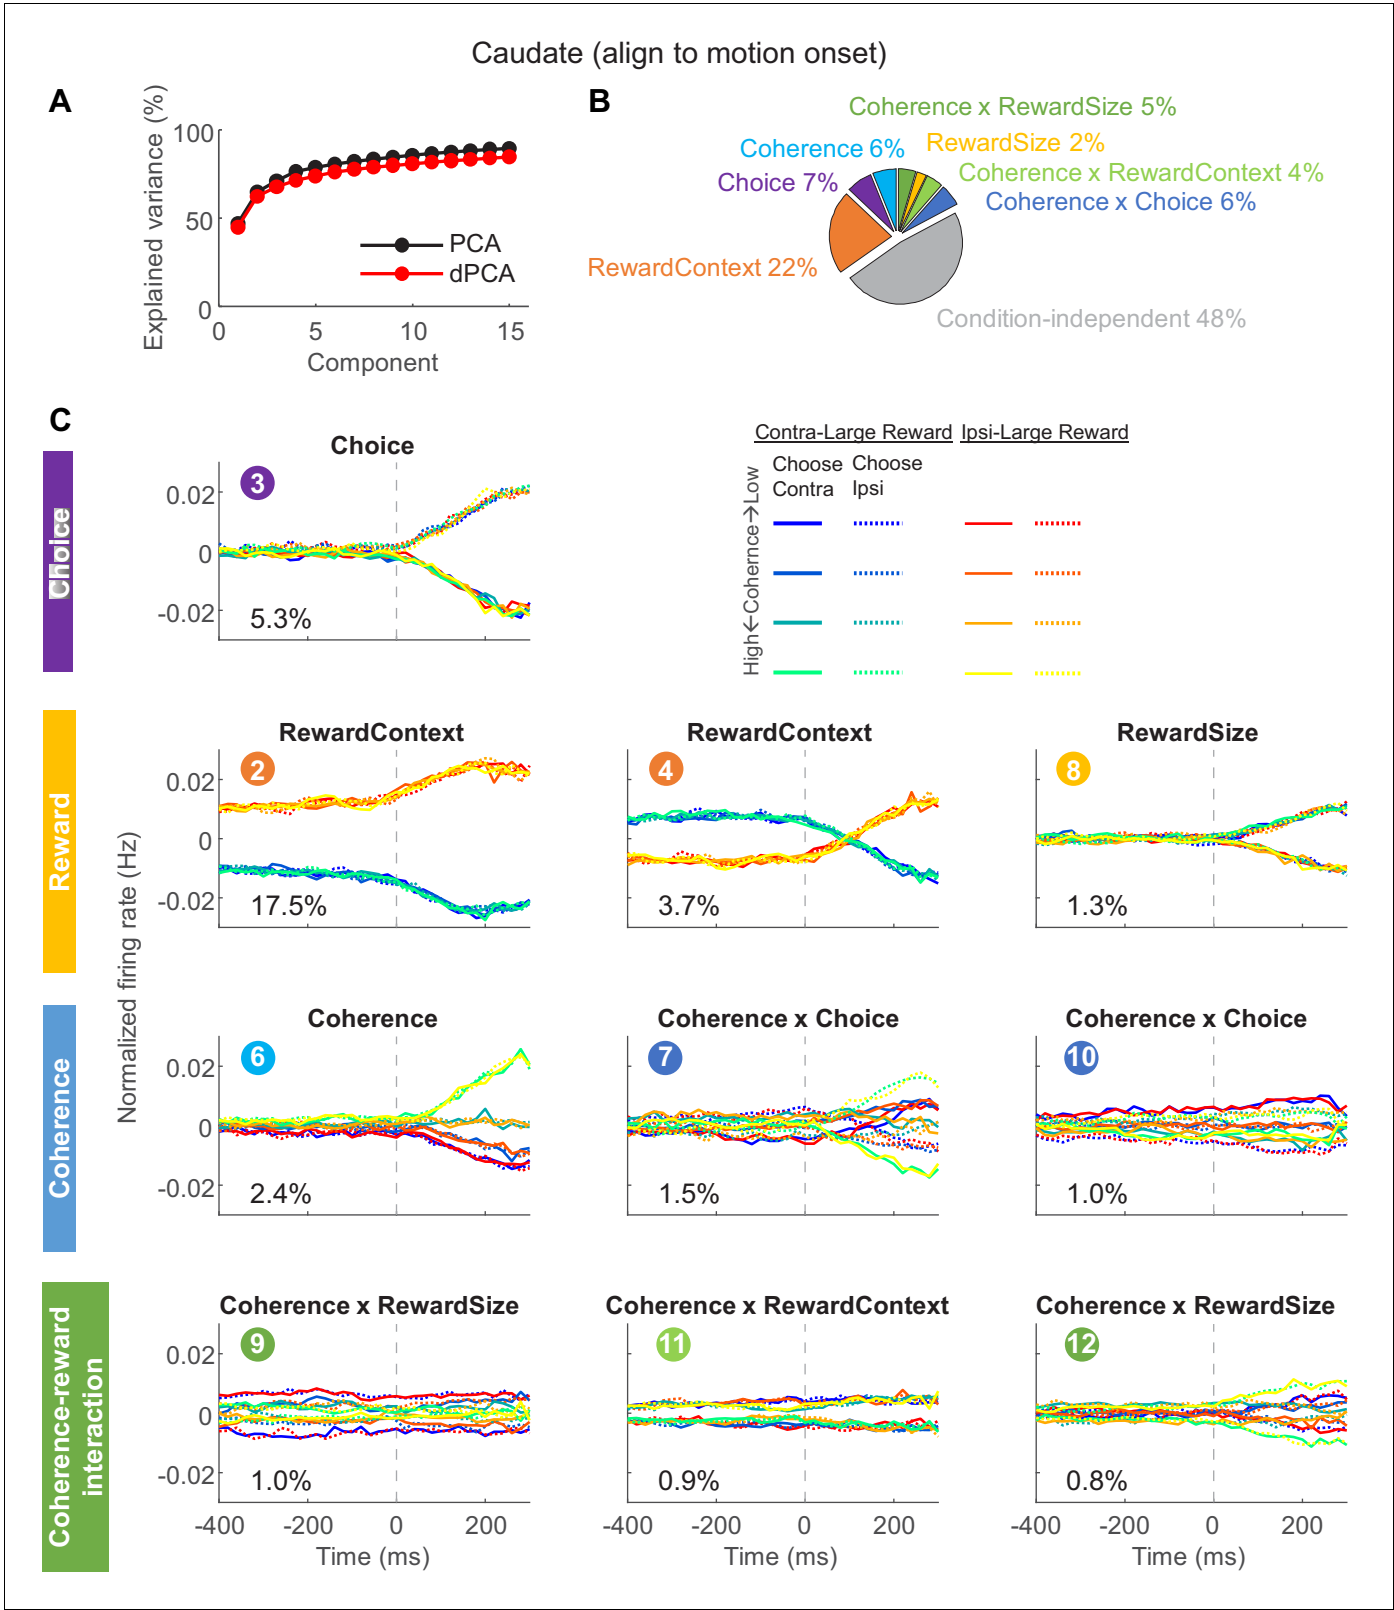 Caudate (align to motion onset)
A
Explained variance (%)
100
50
0
0 5 10 15
Component
PCA
dPCA
B
Coherence x RewardSize 5%
Coherence 6%
RewardSize 2%
Choice 7%
Coherence x RewardContext 4%
Coherence x Choice 6%
RewardContext 22%
Condition-independent 48%
C
Choice
Choice
3
0.02
0
-0.02
5.3%
Contra-Large Reward Ipsi-Large Reward
Choose Contra
Choose Ipsi
High←Cohernce→Low
Reward
Normalized firing rate (Hz)
RewardContext
2
0.02
0
-0.02
17.5%
RewardContext
4
3.7%
RewardSize
8
1.3%
Coherence
Coherence
6
0.02
0
-0.02
2.4%
Coherence x Choice
7
1.5%
Coherence x Choice
10
1.0%
Coherence-reward
interaction
Coherence x RewardSize
9
0.02
0
-0.02
1.0%
-400 -200 0 200
Time (ms)
Coherence x RewardContext
11
0.9%
-400 -200 0 200
Time (ms)
Coherence x RewardSize
12
0.8%
-400 -200 0 200
Time (ms)